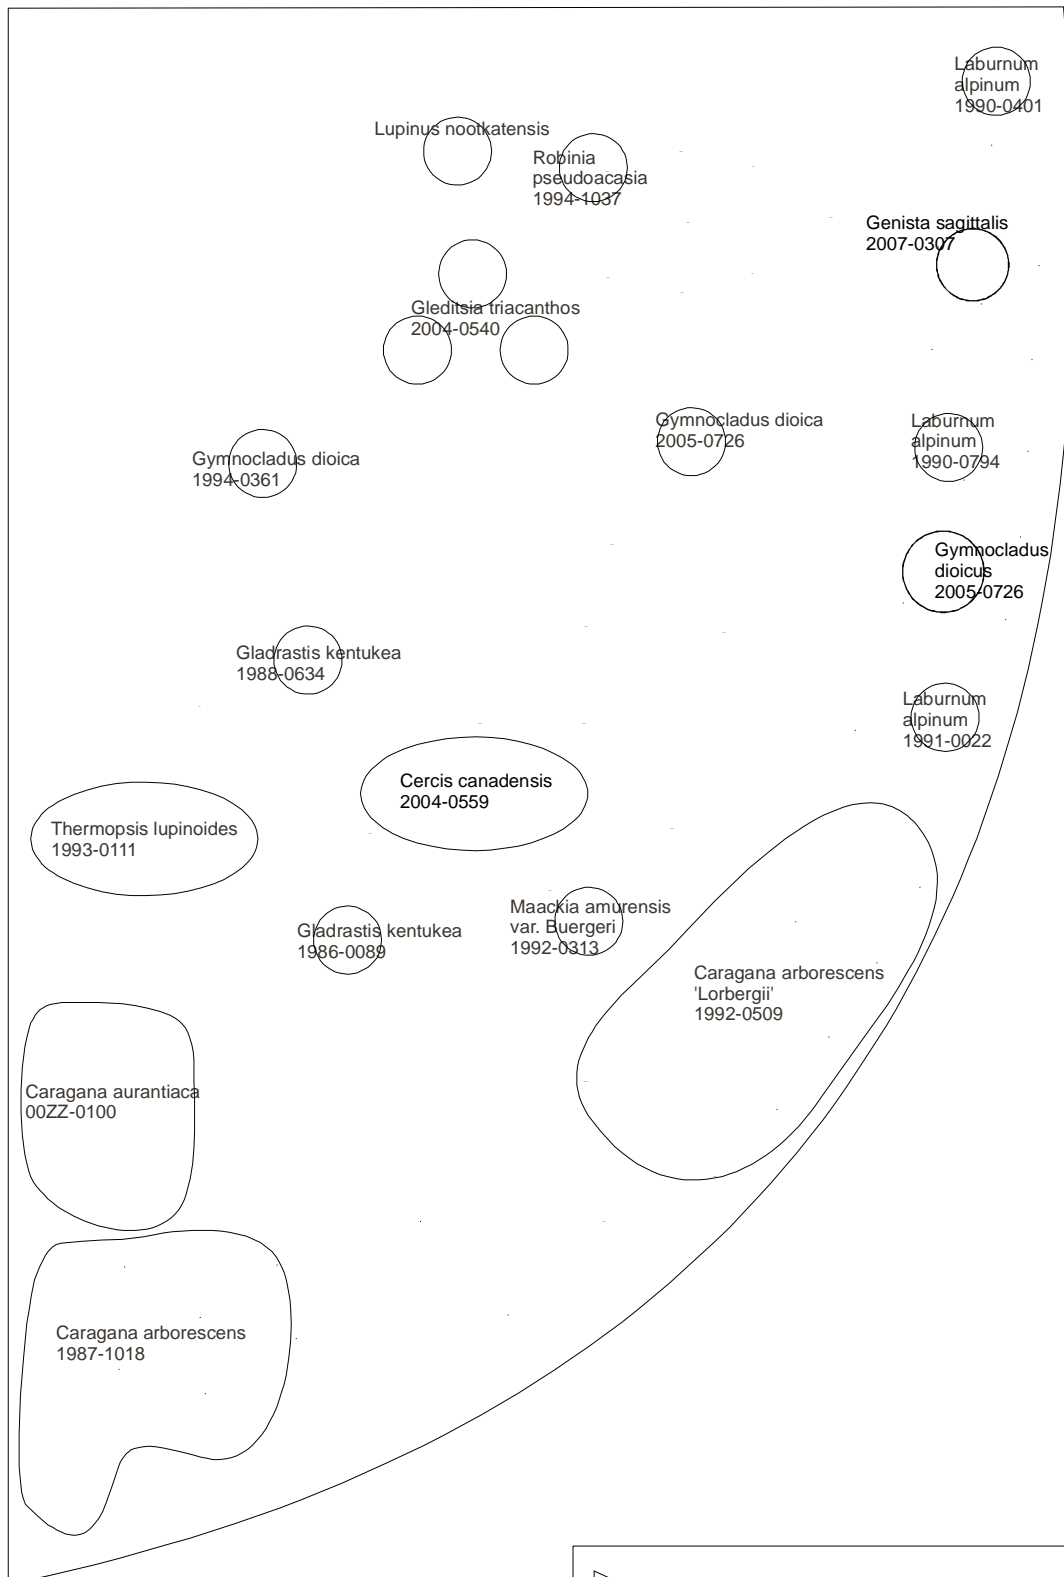 Laburnum
alpinum
1990-0401
Lupinus nootkatensis
Robinia
pseudoacasia
1994-1037
Genista sagittalis
2007-0307
Gleditsia triacanthos
2004-0540
Gymnocladus dioica
2005-0726
Laburnum
alpinum
1990-0794
Gymnocladus dioica
1994-0361
Gymnocladus
dioicus
2005-0726
Gladrastis kentukea
1988-0634
Laburnum
alpinum
1991-0022
Cercis canadensis
2004-0559
Thermopsis lupinoides
1993-0111
Maackia amurensis
var. Buergeri
1992-0313
Gladrastis kentukea
1986-0089
Caragana arborescens
'Lorbergii'
1992-0509
Caragana aurantiaca
00ZZ-0100
Caragana arborescens
1987-1018